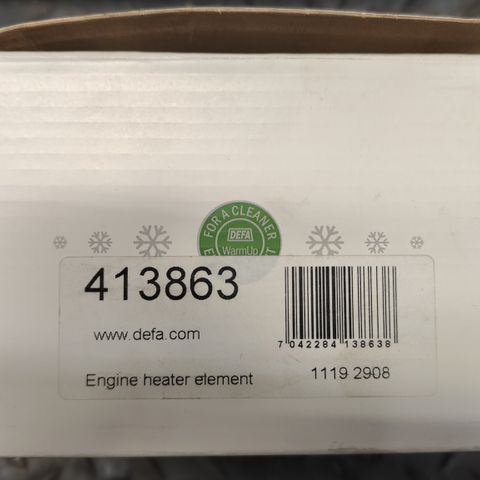 FOR A CLEANER
DEFA
WarmUp
413863
www.defa.com
7 042284 138638
Engine heater element
1119 2908